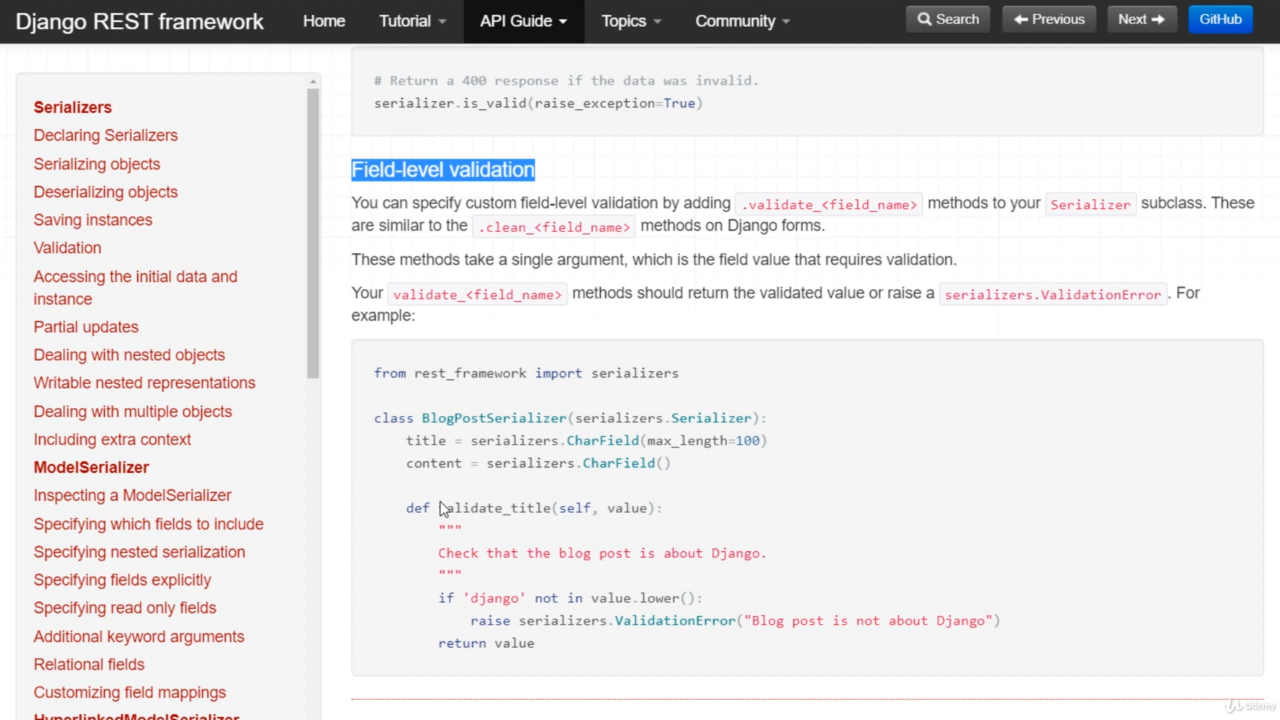 Django REST framework
Home
Tutorial
API Guide
Topics
Community
Search
Previous
Next
GitHub
Serializers
Declaring Serializers
Serializing objects
Deserializing objects
Saving instances
Validation
Accessing the initial data and
instance
Partial updates
Dealing with nested objects
Writable nested representations
Dealing with multiple objects
Including extra context
ModelSerializer
Inspecting a ModelSerializer
Specifying which fields to include
Specifying nested serialization
Specifying fields explicitly
Specifying read only fields
Additional keyword arguments
Relational fields
Customizing field mappings
HyperlinkedModelSerializer
# Return a 400 response if the data was invalid.
serializer.is_valid(raise_exception=True)
Field-level validation
You can specify custom field-level validation by adding .validate_<field_name> methods to your Serializer subclass. These
are similar to the .clean_<field_name> methods on Django forms.
These methods take a single argument, which is the field value that requires validation.
Your validate_<field_name> methods should return the validated value or raise a serializers.ValidationError. For
example:
from rest_framework import serializers
class BlogPostSerializer(serializers.Serializer):
title = serializers.CharField(max_length=100)
content = serializers.CharField()
def validate_title(self, value):
"""
Check that the blog post is about Django.
"""
if 'django' not in value.lower():
raise serializers.ValidationError("Blog post is not about Django")
return value
Udemy